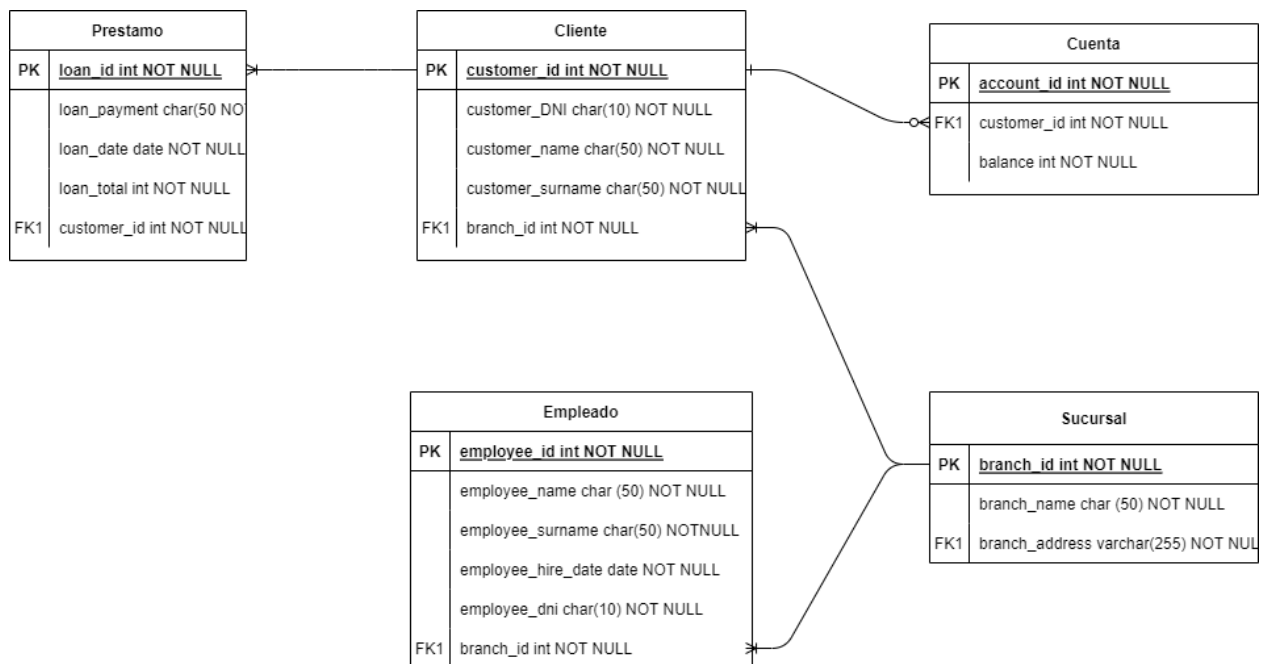 Prestamo
PK loan_id int NOT NULL
loan_payment char(50 NO
loan_date date NOT NULL
loan_total int NOT NULL
FK1 customer_id int NOT NULL
Cliente
PK customer_id int NOT NULL
customer_DNI char(10) NOT NULL
customer_name char(50) NOT NULL
customer_surname char(50) NOT NULL
FK1 branch_id int NOT NULL
Cuenta
PK account_id int NOT NULL
FK1 customer_id int NOT NULL
balance int NOT NULL
Empleado
PK employee_id int NOT NULL
employee_name char (50) NOT NULL
employee_surname char(50) NOTNULL
employee_hire_date date NOT NULL
employee_dni char(10) NOT NULL
FK1 branch_id int NOT NULL
Sucursal
PK branch_id int NOT NULL
branch_name char (50) NOT NULL
FK1 branch_address varchar(255) NOT NUL